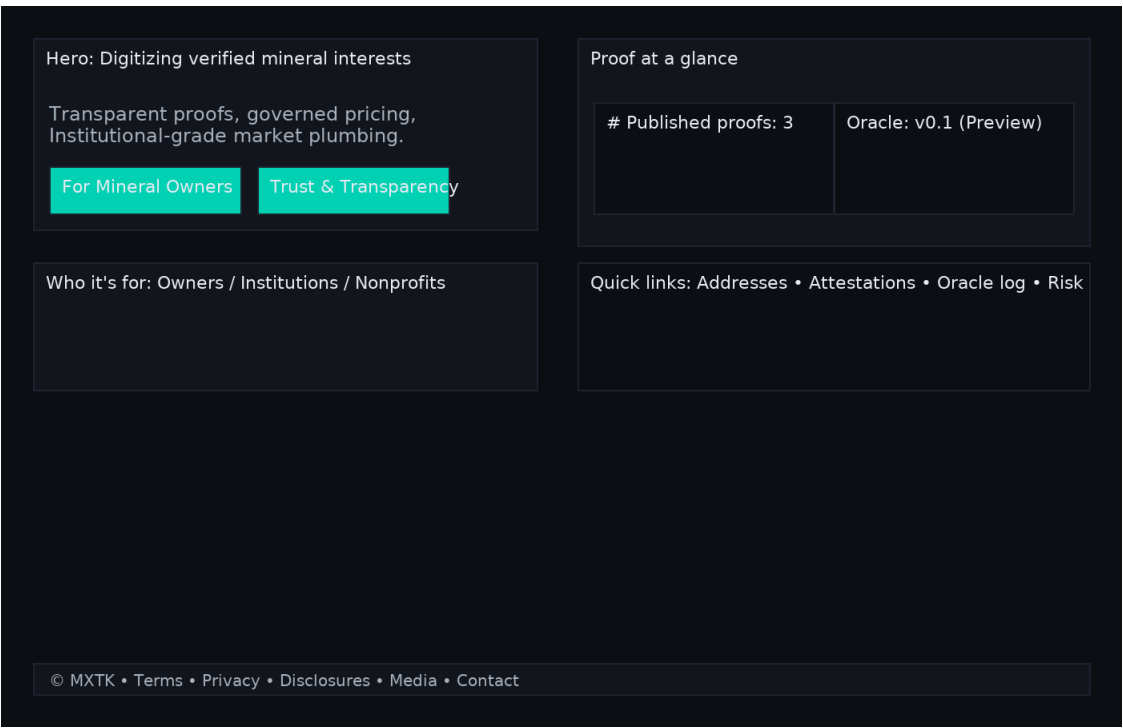 Hero: Digitizing verified mineral interests
Transparent proofs, governed pricing,
Institutional-grade market plumbing.
For Mineral Owners
Trust & Transparency
Proof at a glance
# Published proofs: 3
Oracle: v0.1 (Preview)
Who it's for: Owners / Institutions / Nonprofits
Quick links: Addresses • Attestations • Oracle log • Risk
© MXTK • Terms • Privacy • Disclosures • Media • Contact